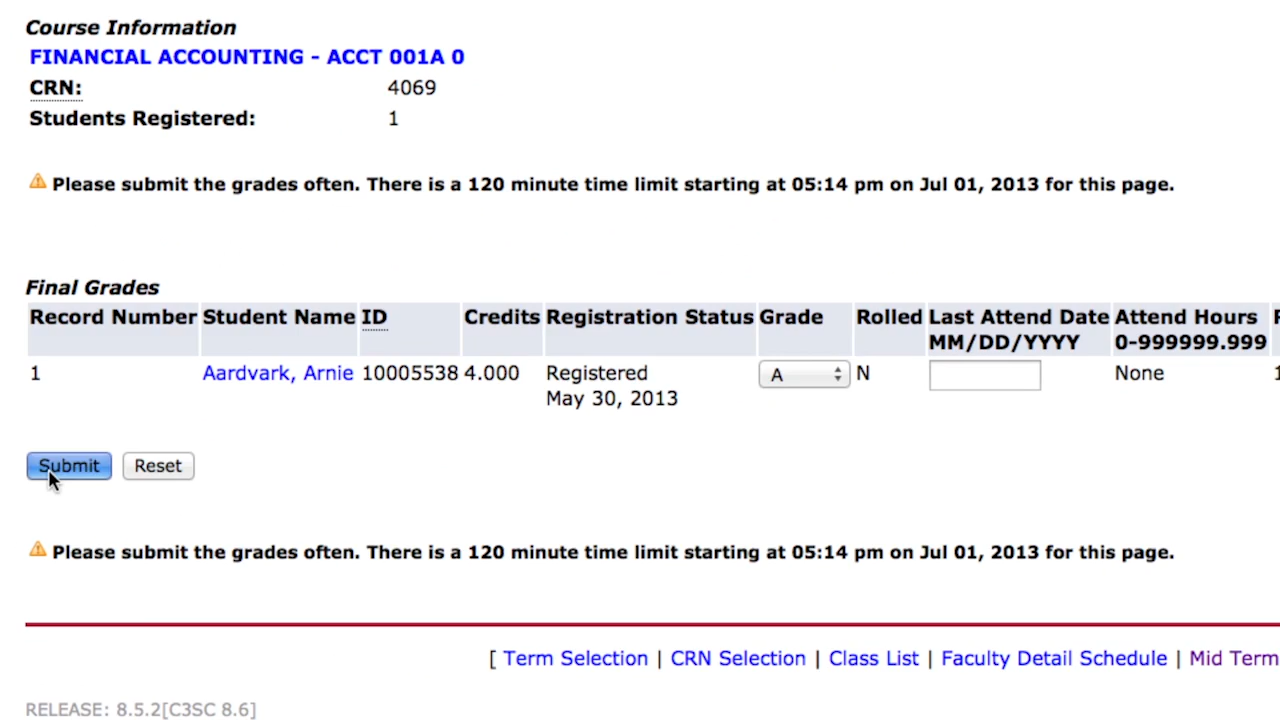 Course Information
FINANCIAL ACCOUNTING - ACCT 001A 0
CRN: 4069
Students Registered: 1
Please submit the grades often. There is a 120 minute time limit starting at 05:14 pm on Jul 01, 2013 for this page.
Final Grades
Record Number Student Name ID Credits Registration Status Grade Rolled Last Attend Date Attend Hours
MM/DD/YYYY 0-999999.999
1 Aardvark, Arnie 10005538 4.000 Registered A N None
May 30, 2013
Submit Reset
Please submit the grades often. There is a 120 minute time limit starting at 05:14 pm on Jul 01, 2013 for this page.
[ Term Selection | CRN Selection | Class List | Faculty Detail Schedule | Mid Term
RELEASE: 8.5.2[C3SC 8.6]